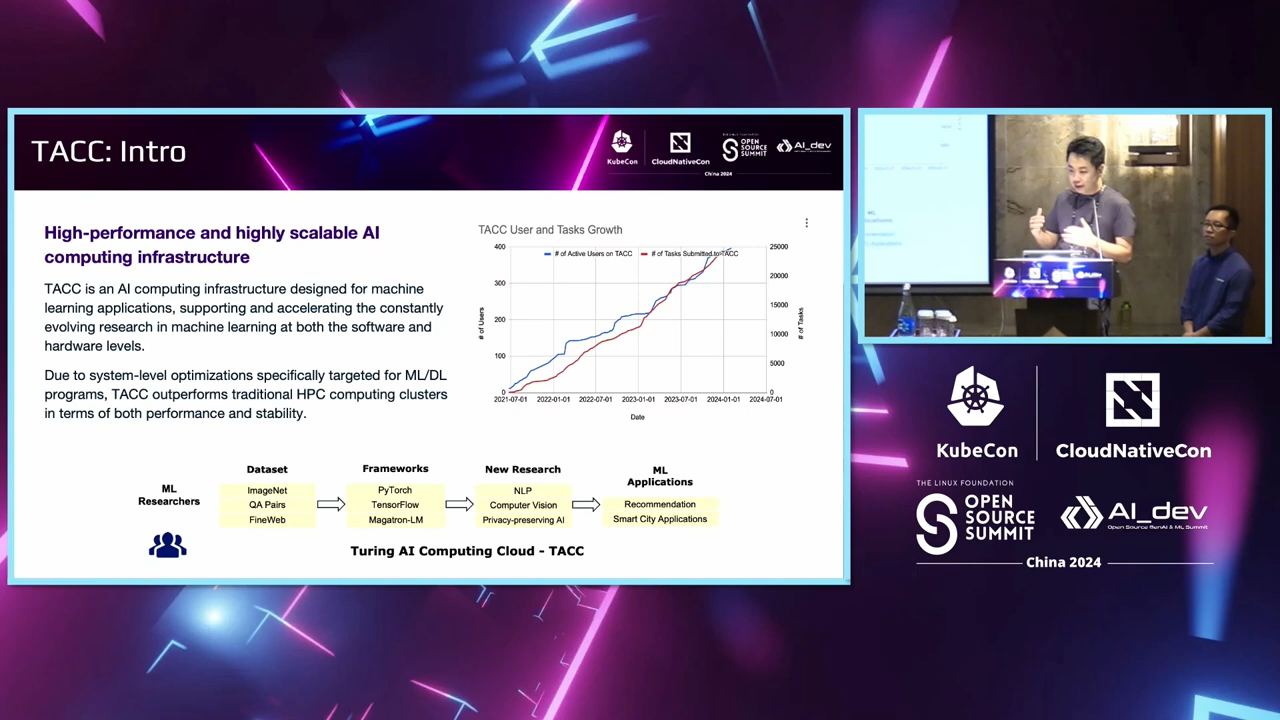 TACC: Intro
KubeCon
CloudNativeCon
THE LINUX FOUNDATION
OPEN
SOURCE
SUMMIT
AI_dev
China 2024
High-performance and highly scalable AI
computing infrastructure
TACC is an AI computing infrastructure designed for machine
learning applications, supporting and accelerating the constantly
evolving research in machine learning at both the software and
hardware levels.
Due to system-level optimizations specifically targeted for ML/DL
programs, TACC outperforms traditional HPC computing clusters
in terms of both performance and stability.
TACC User and Tasks Growth
# of Active Users on TACC
# of Tasks Submitted to TACC
400
300
200
100
0
# of Users
25000
20000
15000
10000
5000
0
# of Tasks
2021-07-01 2022-01-01 2022-07-01 2023-01-01 2023-07-01 2024-01-01 2024-07-01
Date
ML
Researchers
Dataset
ImageNet
QA Pairs
FineWeb
Frameworks
PyTorch
TensorFlow
Magatron-LM
New Research
NLP
Computer Vision
Privacy-preserving AI
ML
Applications
Recommendation
Smart City Applications
Turing AI Computing Cloud - TACC
KubeCon
CloudNativeCon
THE LINUX FOUNDATION
OPEN
SOURCE
SUMMIT
AI_dev
Open Source GenAI & ML Summit
China 2024